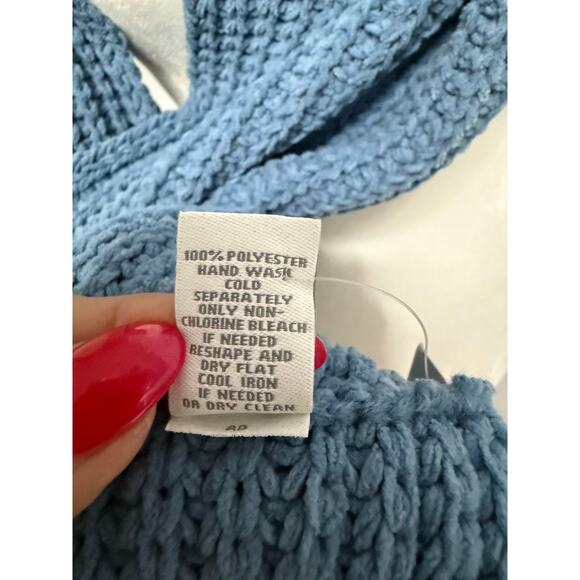 100% POLYESTER
HAND WASH
COLD
SEPARATELY
ONLY NON-
CHLORINE BLEACH
IF NEEDED
RESHAPE AND
DRY FLAT
COOL IRON
IF NEEDED
OR DRY CLEAN